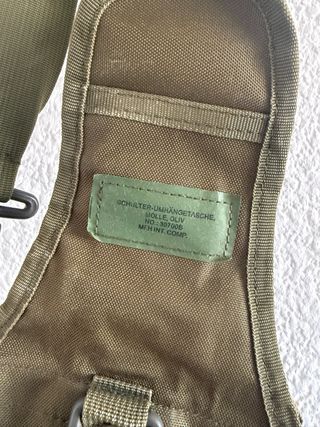 SCHULTER-UMHÄNGETASCHE,
MOLLE, OLIV
NO.: 30700B
MFH INT. COMP.